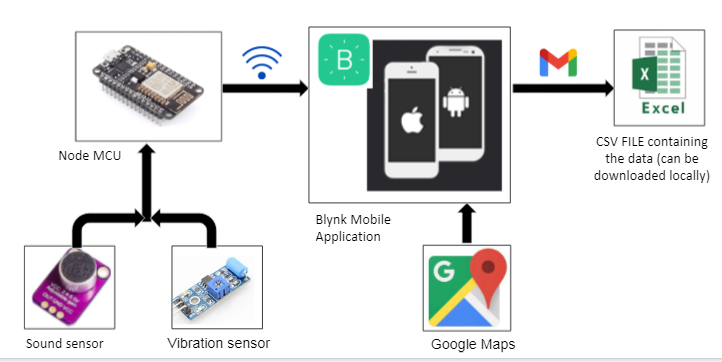 B
Excel
X
Node MCU
CSV FILE containing
the data (can be
downloaded locally)
Blynk Mobile
Application
G
Sound sensor
Vibration sensor
Google Maps